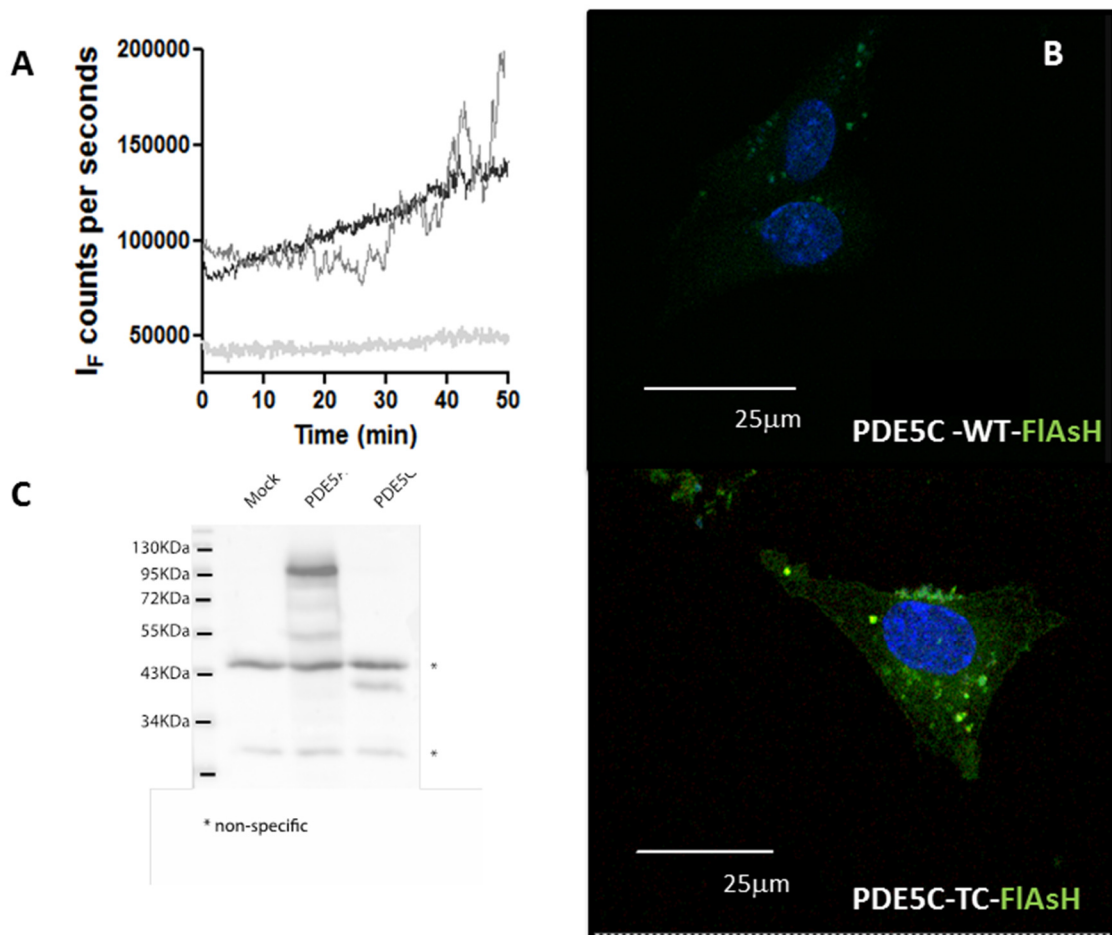 A
I_F counts per seconds
200000
150000
100000
50000
0 10 20 30 40 50
Time (min)
B
25µm
PDE5C -WT-FlAsH
25µm
PDE5C-TC-FlAsH
C
Mock
130KDa
95KDa
72KDa
55KDa
43KDa
34KDa
*
*
* non-specific